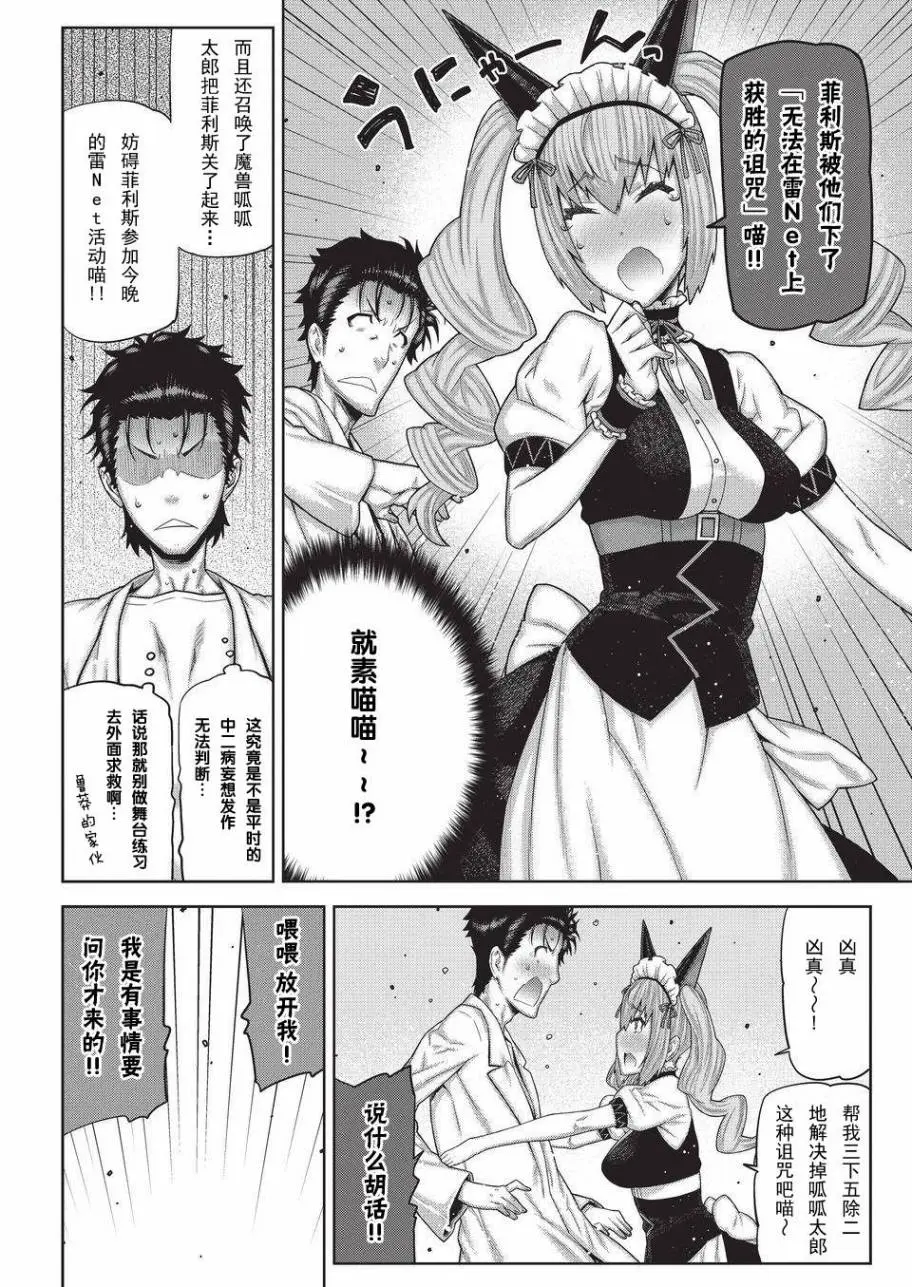 菲利斯被他们下了
「无法在雷Net上
获胜的诅咒」喵!!
うにゃーん
就素喵喵~~!?
而且还召唤了魔兽呱呱
太郎把菲利斯关了起来…
妨碍菲利斯参加今晚
的雷Net活动喵!!
这究竟是不是平时的
中二病妄想发作
无法判断…
话说那就别做舞台练习
去外面求救啊…
鲁莽的家伙
凶真
凶真~~!
帮我三下五除二
地解决掉呱呱太郎
这种诅咒吧喵~
说什么胡话!!
喂喂 放开我!
我是有事情要
问你才来的!!